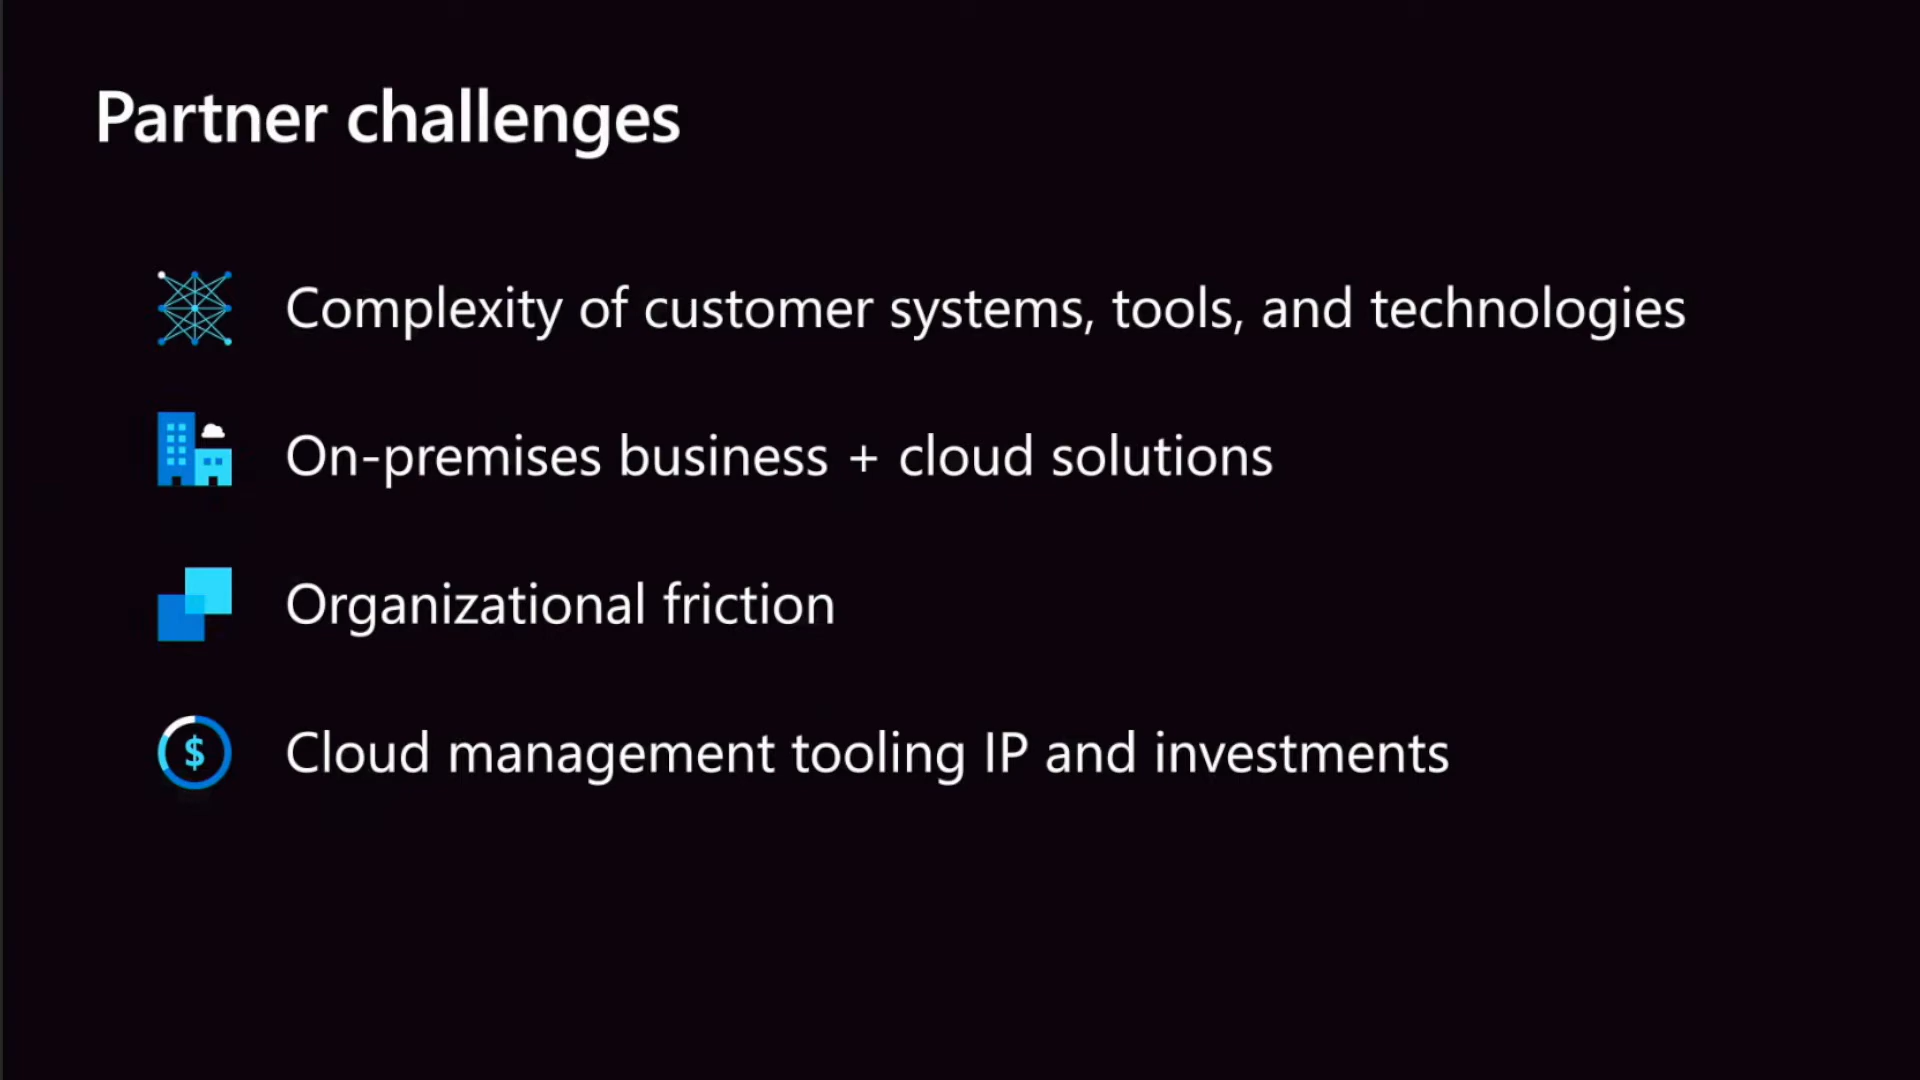 Partner challenges
Complexity of customer systems, tools, and technologies
On-premises business + cloud solutions
Organizational friction
$
Cloud management tooling IP and investments